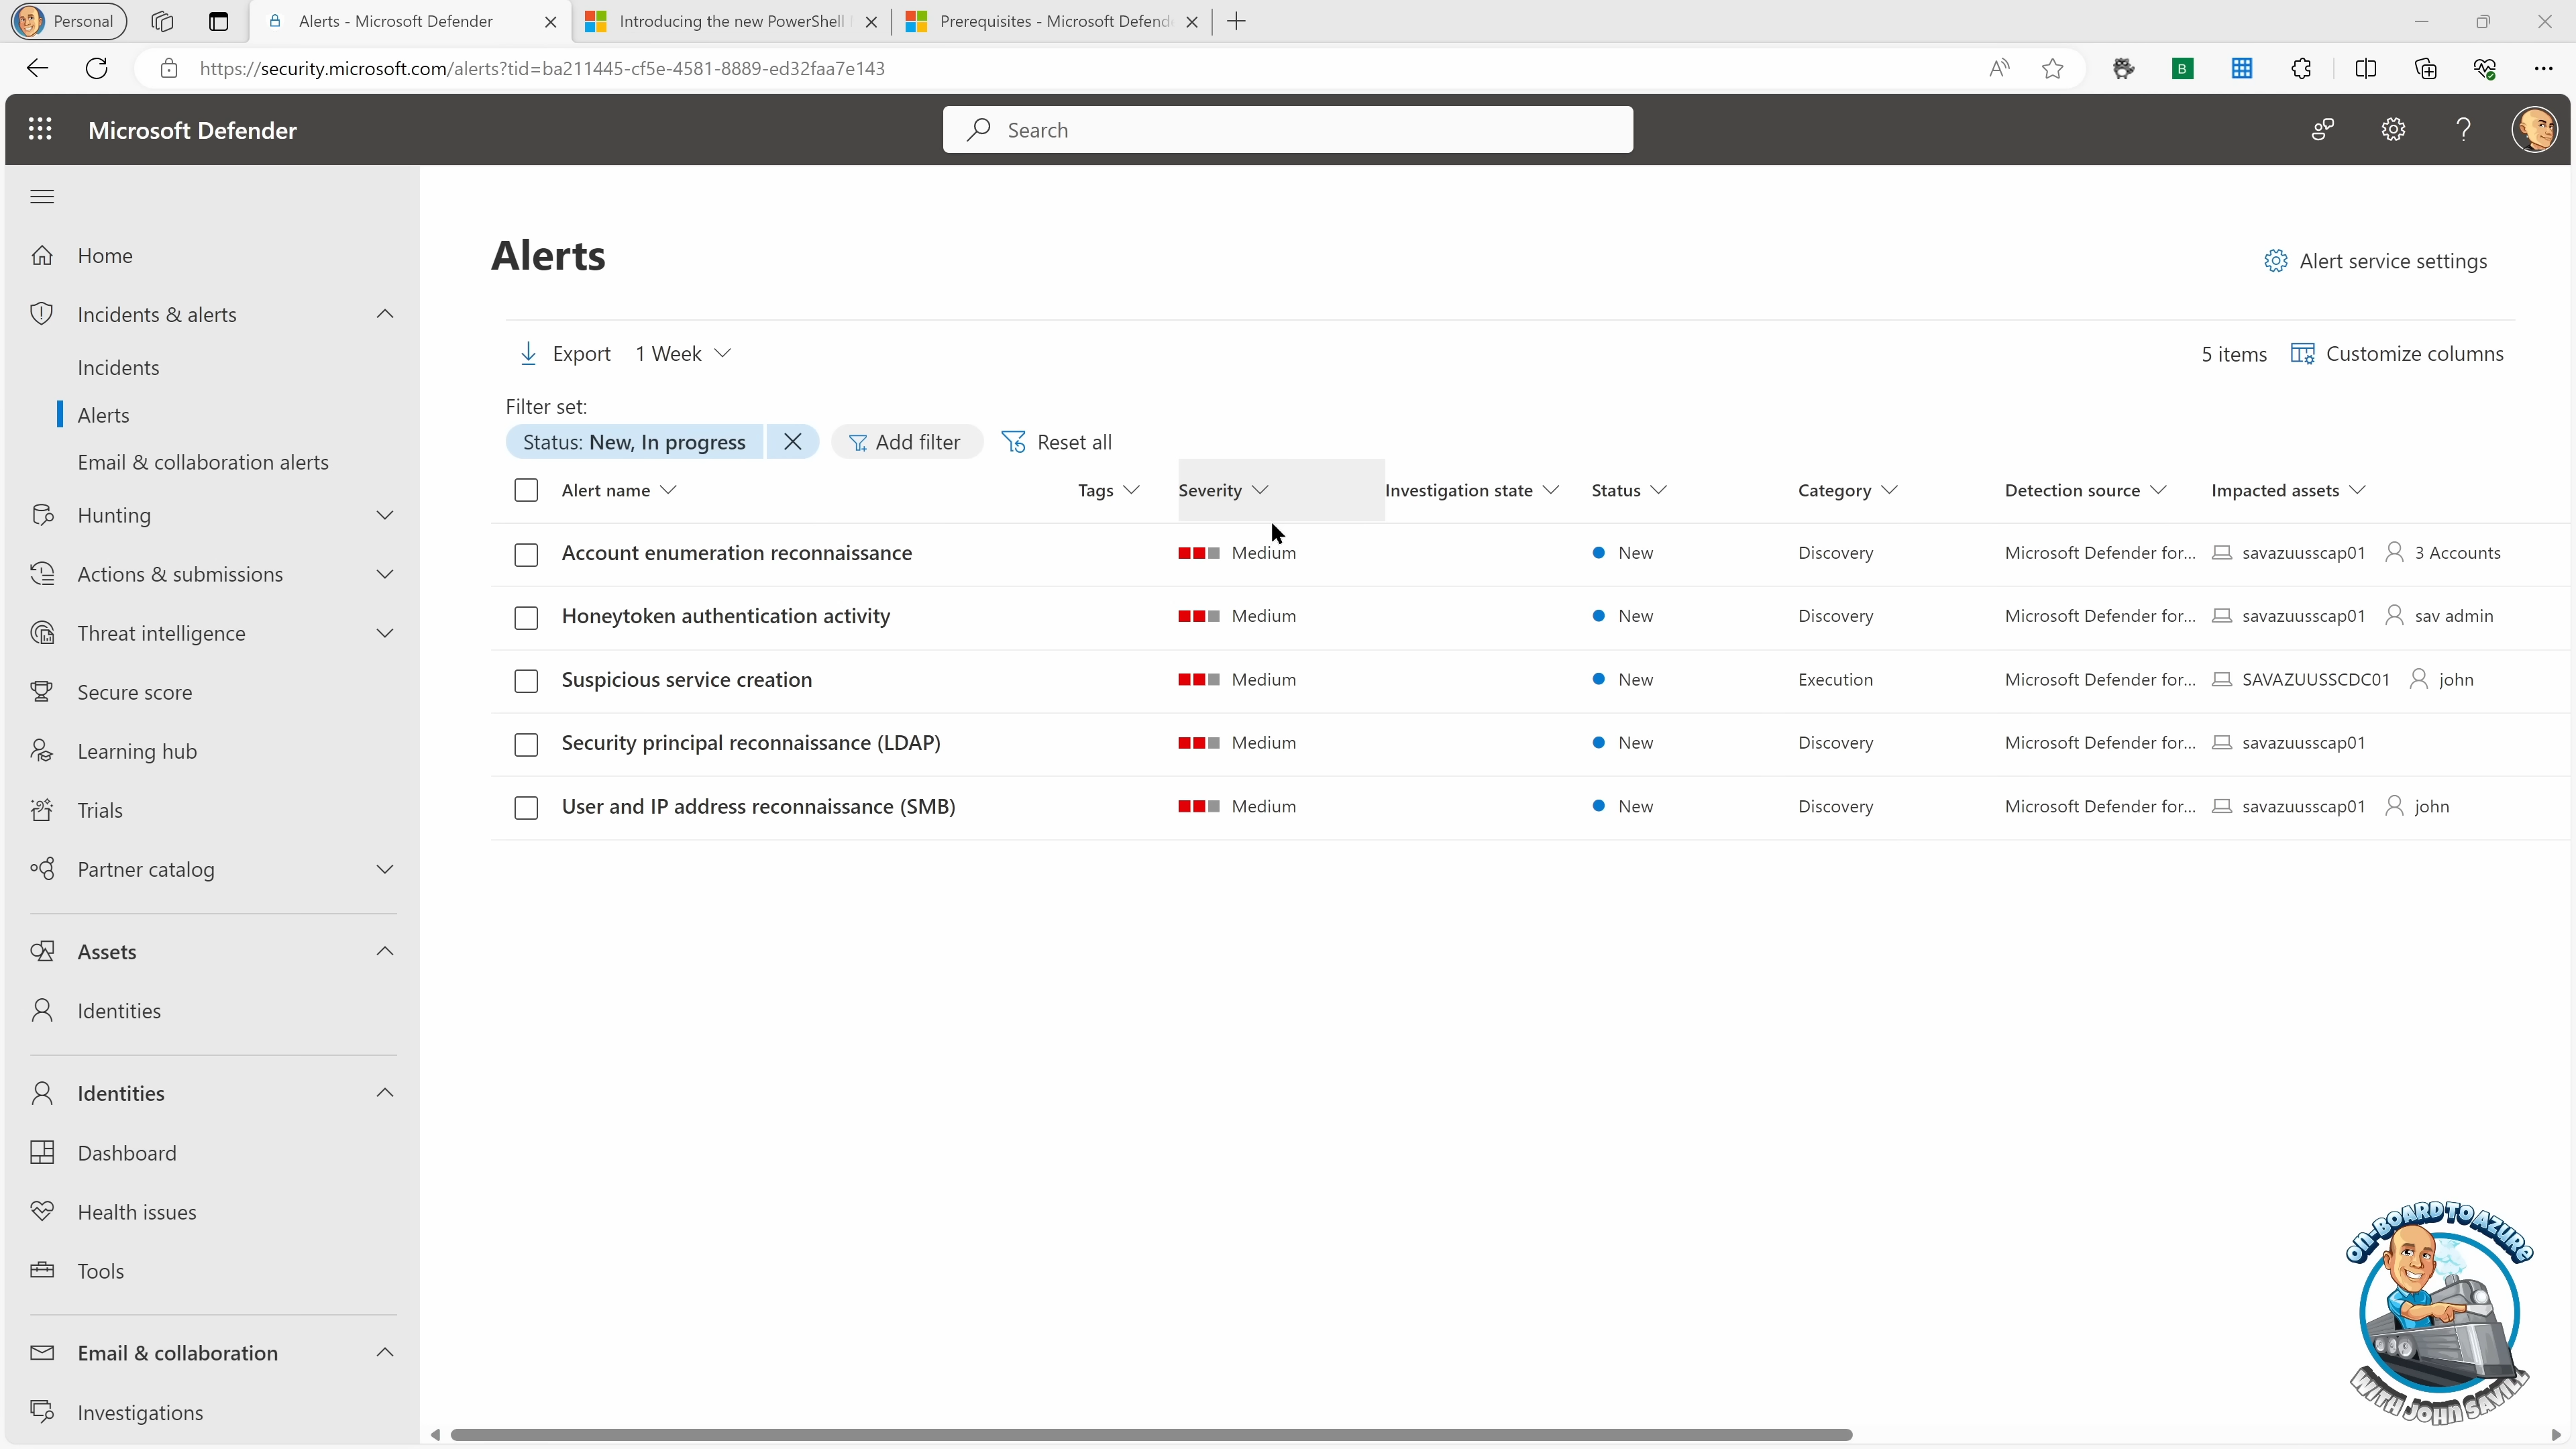 Personal
Alerts - Microsoft Defender
Introducing the new PowerShell
Prerequisites - Microsoft Defend
https://security.microsoft.com/alerts?tid=ba211445-cf5e-4581-8889-ed32faa7e143
B
Microsoft Defender
Search
Home
Incidents & alerts
Incidents
Alerts
Email & collaboration alerts
Hunting
Actions & submissions
Threat intelligence
Secure score
Learning hub
Trials
Partner catalog
Assets
Identities
Identities
Dashboard
Health issues
Tools
Email & collaboration
Investigations
Alerts
Alert service settings
Export 1 Week
5 items Customize columns
Filter set:
Status: New, In progress Add filter Reset all
Alert name Tags Severity Investigation state Status Category Detection source Impacted assets
Account enumeration reconnaissance Medium New Discovery Microsoft Defender for... savazuusscap01 3 Accounts
Honeytoken authentication activity Medium New Discovery Microsoft Defender for... savazuusscap01 sav admin
Suspicious service creation Medium New Execution Microsoft Defender for... SAVAZUUSSCDC01 john
Security principal reconnaissance (LDAP) Medium New Discovery Microsoft Defender for... savazuusscap01
User and IP address reconnaissance (SMB) Medium New Discovery Microsoft Defender for... savazuusscap01 john
ON-BOARD TO AZURE
WITH JOHN SAVILL